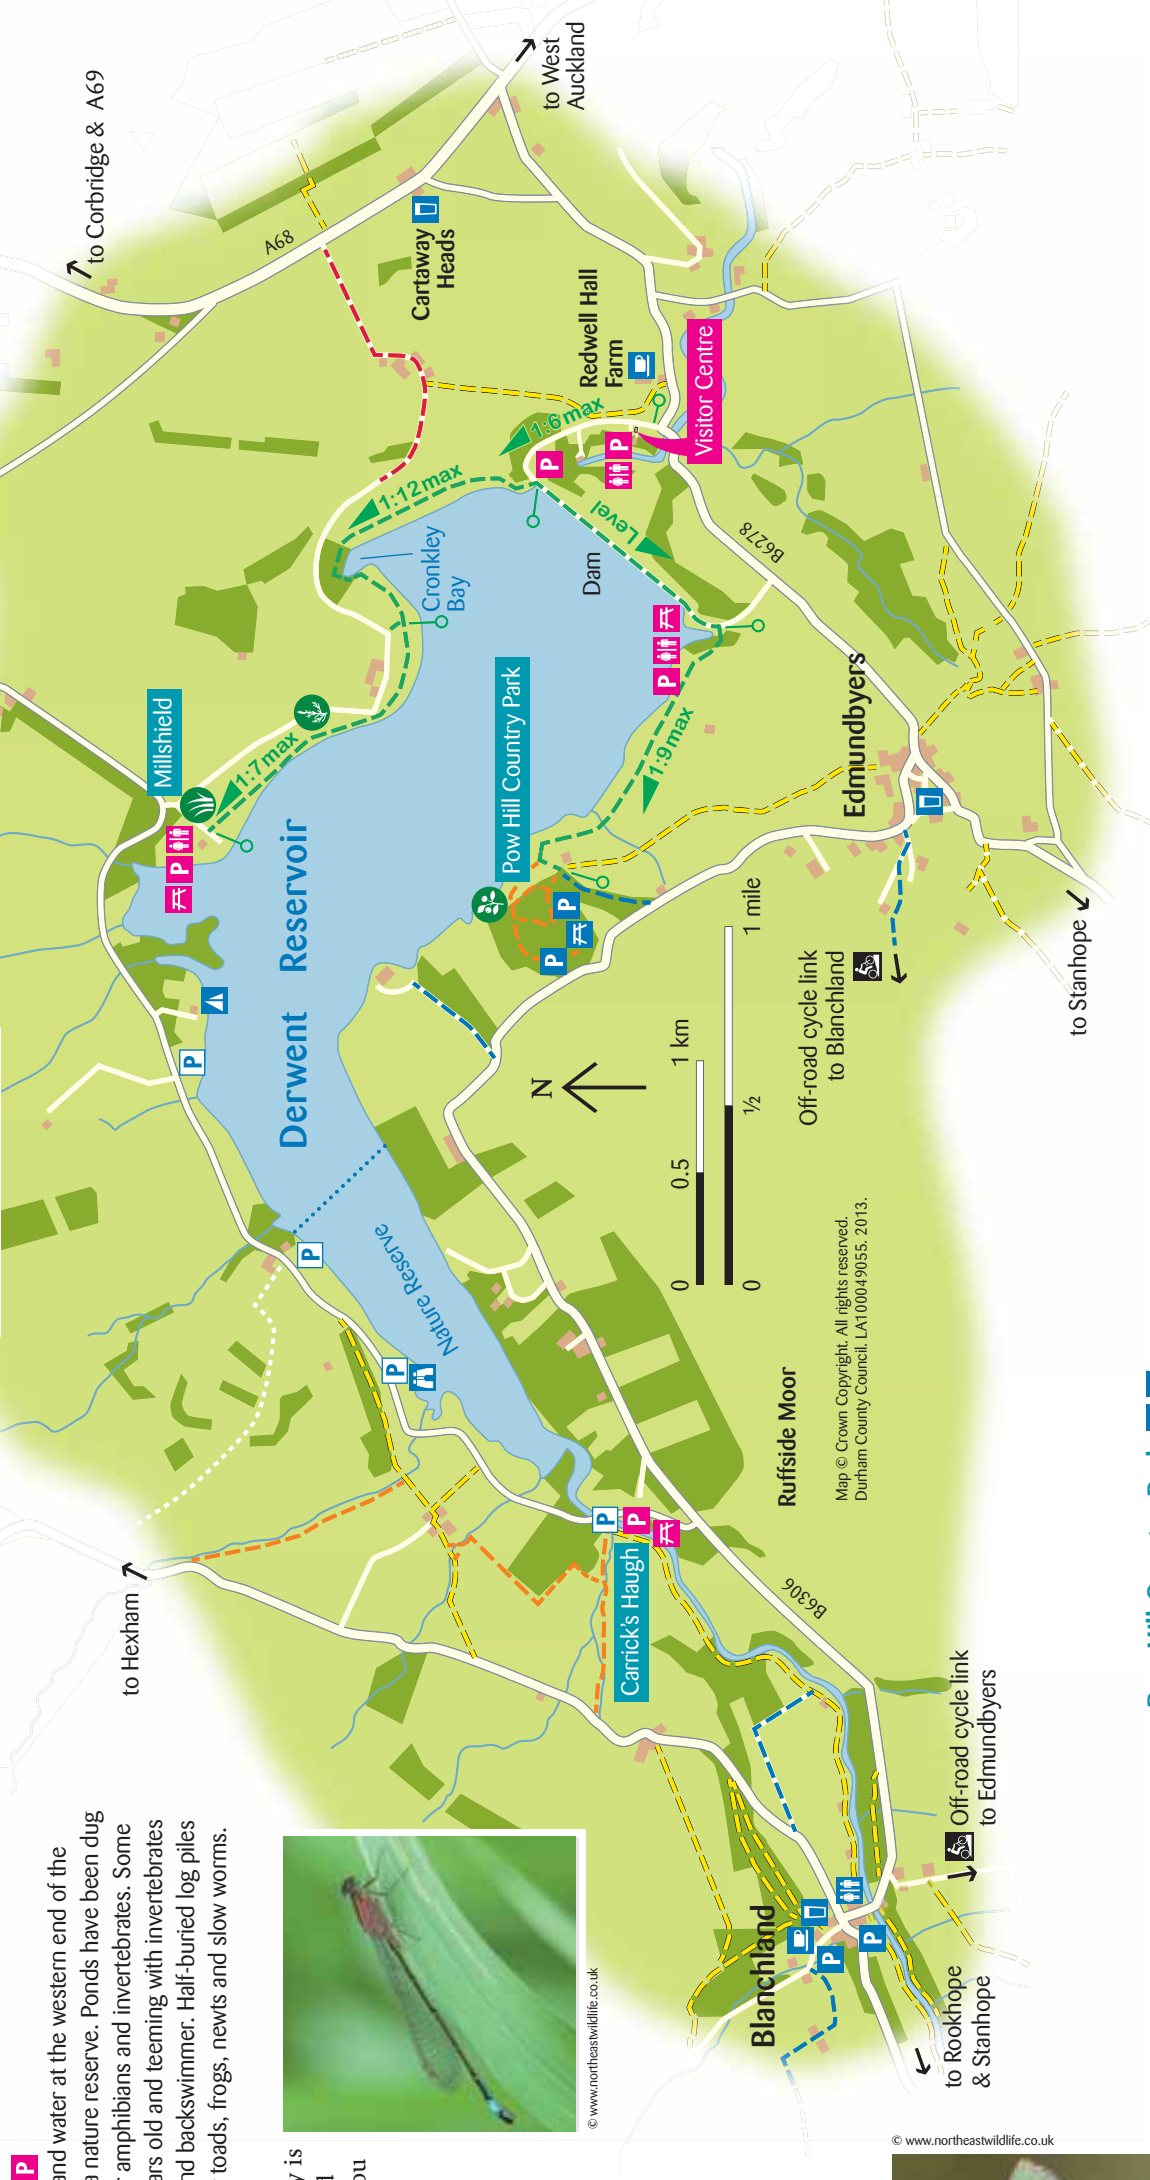 P
and water at the western end of the
a nature reserve. Ponds have been dug
amphibians and invertebrates. Some
ars old and teeming with invertebrates
nd backswimmer. Half-buried log piles
toads, frogs, newts and slow worms.
© www.northeastwildlife.co.uk
y is
ou
© www.northeastwildlife.co.uk
to Hexham
to Corbridge & A69
A68
to West
Auckland
Cartaway
Heads
Redwell Hall
Farm
Visitor Centre
1:6 max
1:12 max
Level
Dam
Cronkley
Bay
B6278
Millshield
1:7 max
P
P
P
P
Derwent Reservoir
Pow Hill Country Park
1:9 max
P
P
Edmundbyers
P
P
P
Nature Reserve
N
0 0.5 1 km
0 ½ 1 mile
Off-road cycle link
to Blanchland
to Stanhope
Ruffside Moor
Map © Crown Copyright. All rights reserved.
Durham County Council. LA100049055. 2013.
P
P
Carrick's Haugh
B6306
Off-road cycle link
to Edmundbyers
Blanchland
P
P
to Rookhope
& Stanhope